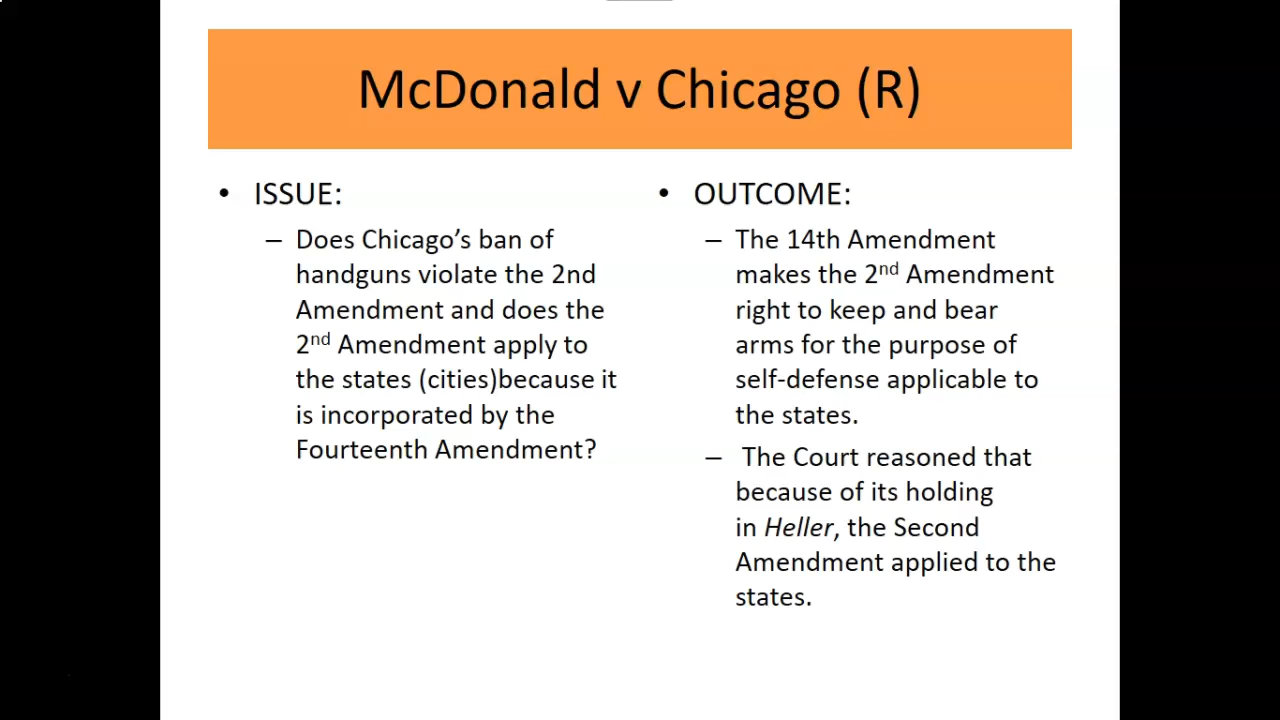 McDonald v Chicago (R)
• ISSUE:
– Does Chicago’s ban of
handguns violate the 2nd
Amendment and does the
2nd Amendment apply to
the states (cities)because it
is incorporated by the
Fourteenth Amendment?
• OUTCOME:
– The 14th Amendment
makes the 2nd Amendment
right to keep and bear
arms for the purpose of
self-defense applicable to
the states.
– The Court reasoned that
because of its holding
in Heller, the Second
Amendment applied to the
states.